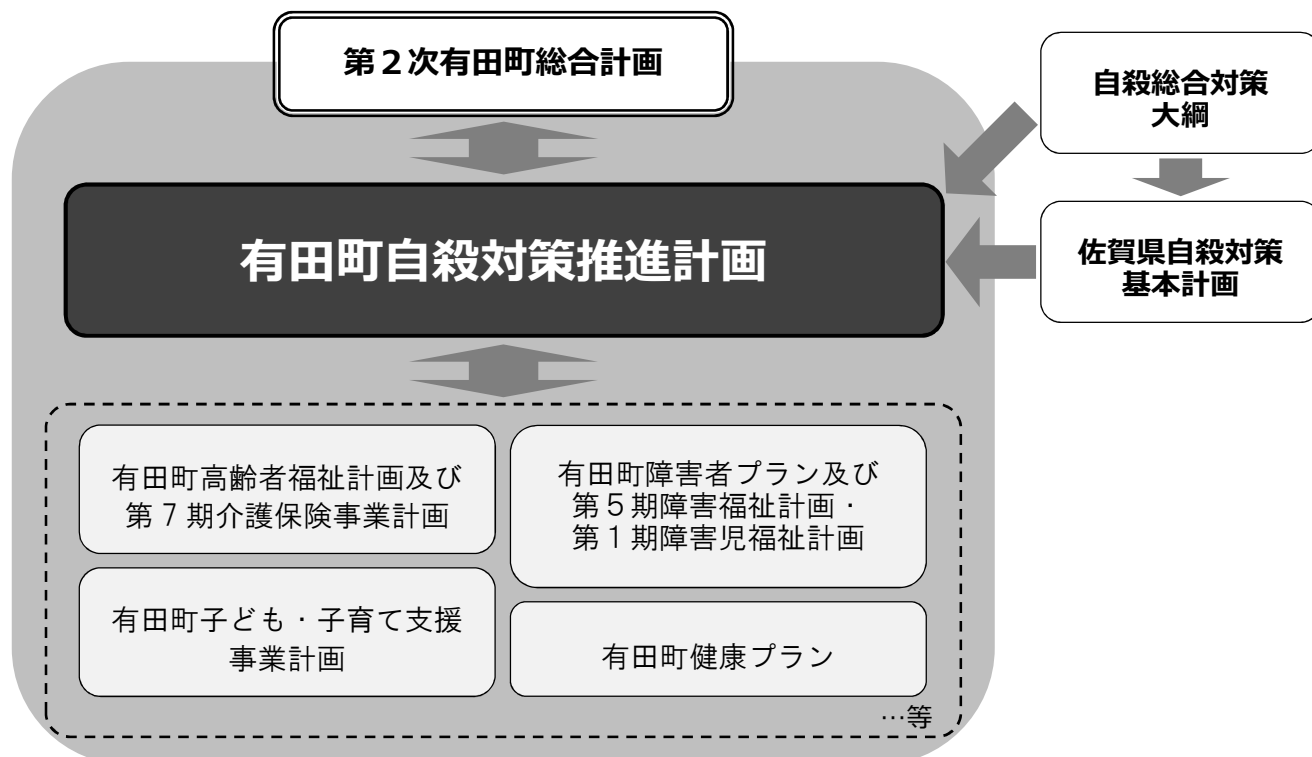 第２次有田町総合計画
自殺総合対策
大綱
有田町自殺対策推進計画
佐賀県自殺対策
基本計画
有田町高齢者福祉計画及び
第７期介護保険事業計画
有田町障害者プラン及び
第５期障害福祉計画・
第１期障害児福祉計画
有田町子ども・子育て支援
事業計画
有田町健康プラン
…等